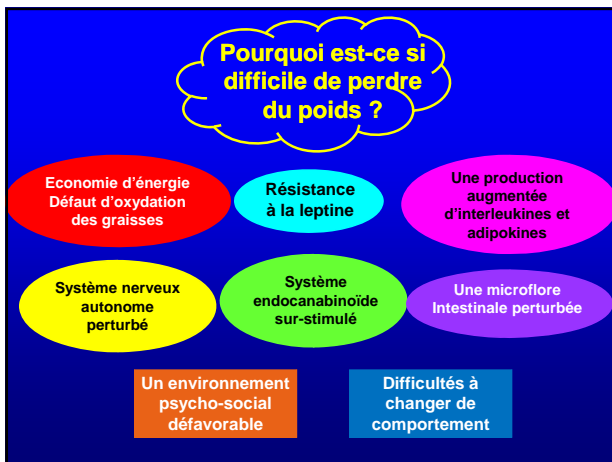 Pourquoi est-ce si
difficile de perdre
du poids ?
Economie d'énergie
Défaut d'oxydation
des graisses
Résistance
à la leptine
Une production
augmentée
d'interleukines et
adipokines
Système nerveux
autonome
perturbé
Système
endocanabinoïde
sur-stimulé
Une microflore
Intestinale perturbée
Un environnement
psycho-social
défavorable
Difficultés à
changer de
comportement